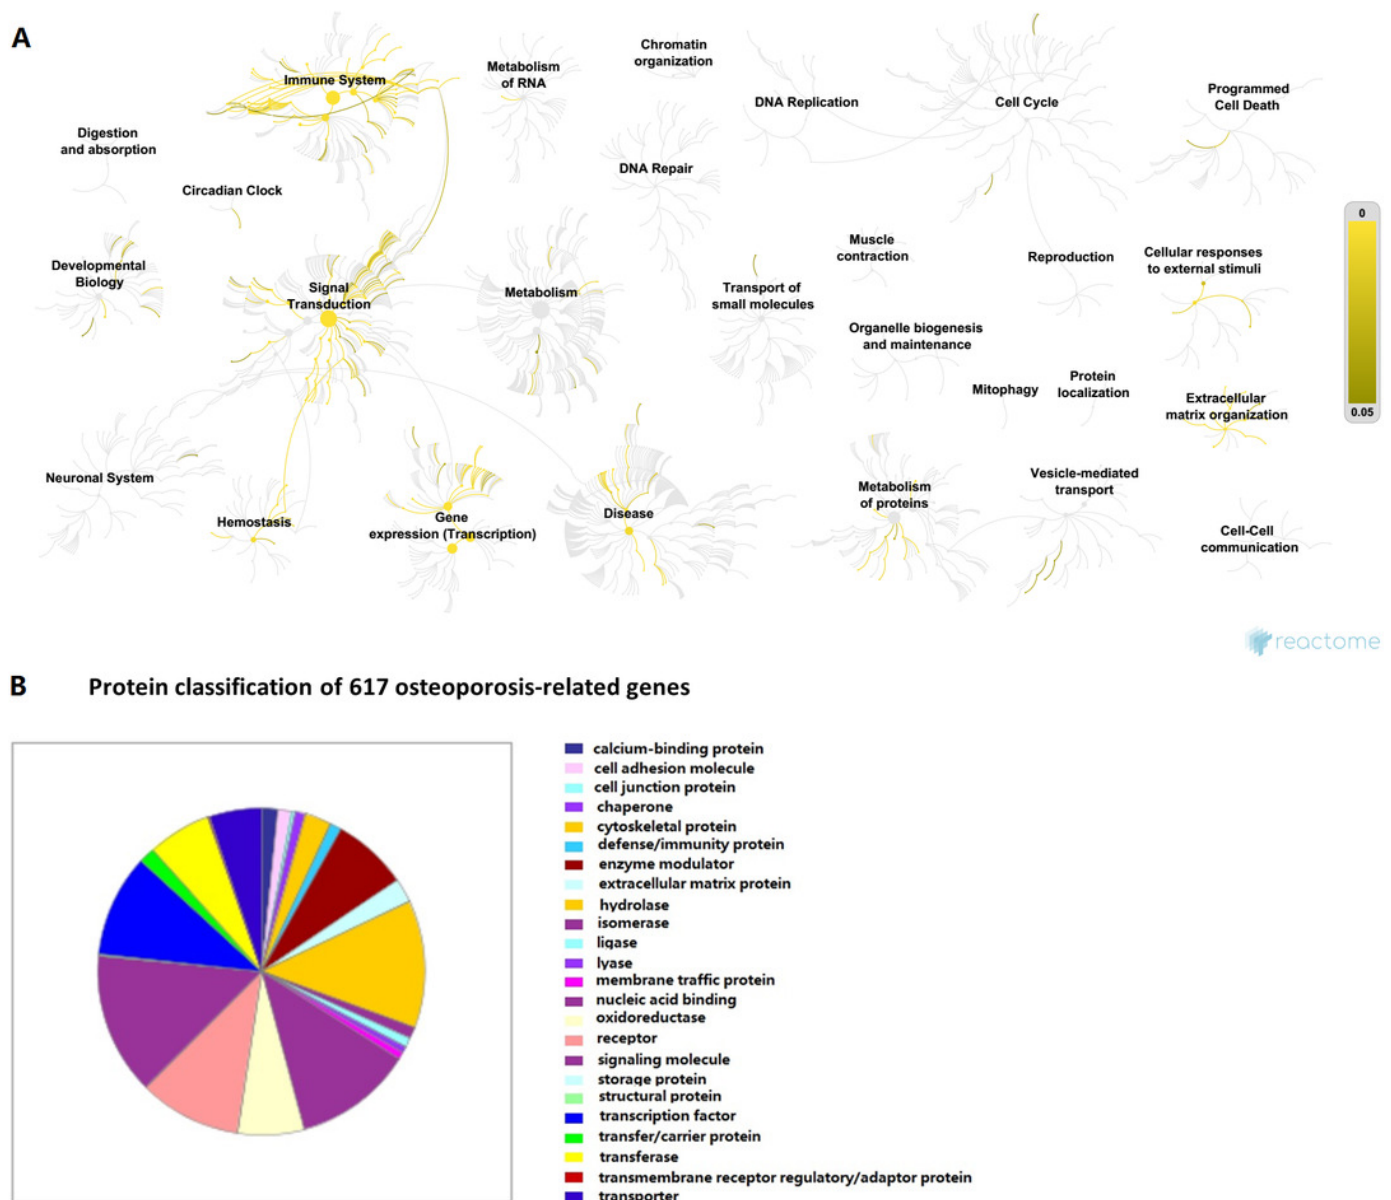 A
Immune System
Metabolism
of RNA
Chromatin
organization
DNA Replication
Cell Cycle
Programmed
Cell Death
Digestion
and absorption
DNA Repair
Circadian Clock
0
Developmental
Biology
Signal
Transduction
Metabolism
Transport of
small molecules
Muscle
contraction
Reproduction
Cellular responses
to external stimuli
Organelle biogenesis
and maintenance
Mitophagy
Protein
localization
Extracellular
matrix organization
0.05
Neuronal System
Hemostasis
Gene
expression (Transcription)
Disease
Metabolism
of proteins
Vesicle-mediated
transport
Cell-Cell
communication
reactome
B
Protein classification of 617 osteoporosis-related genes
calcium-binding protein
cell adhesion molecule
cell junction protein
chaperone
cytoskeletal protein
defense/immunity protein
enzyme modulator
extracellular matrix protein
hydrolase
isomerase
ligase
lyase
membrane traffic protein
nucleic acid binding
oxidoreductase
receptor
signaling molecule
storage protein
structural protein
transcription factor
transfer/carrier protein
transferase
transmembrane receptor regulatory/adaptor protein
transporter